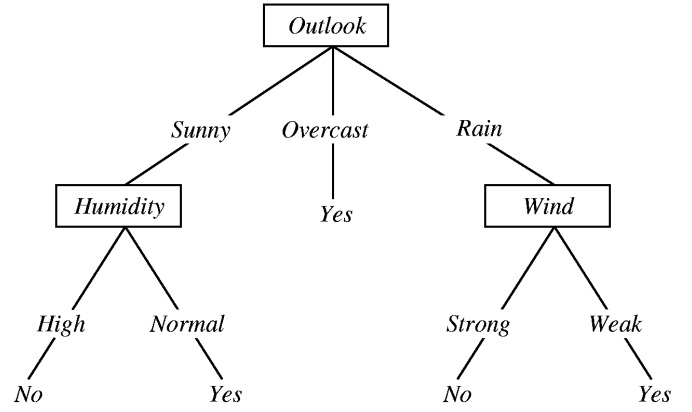 Outlook
Sunny Overcast Rain
Humidity Yes Wind
High Normal Strong Weak
No Yes No Yes